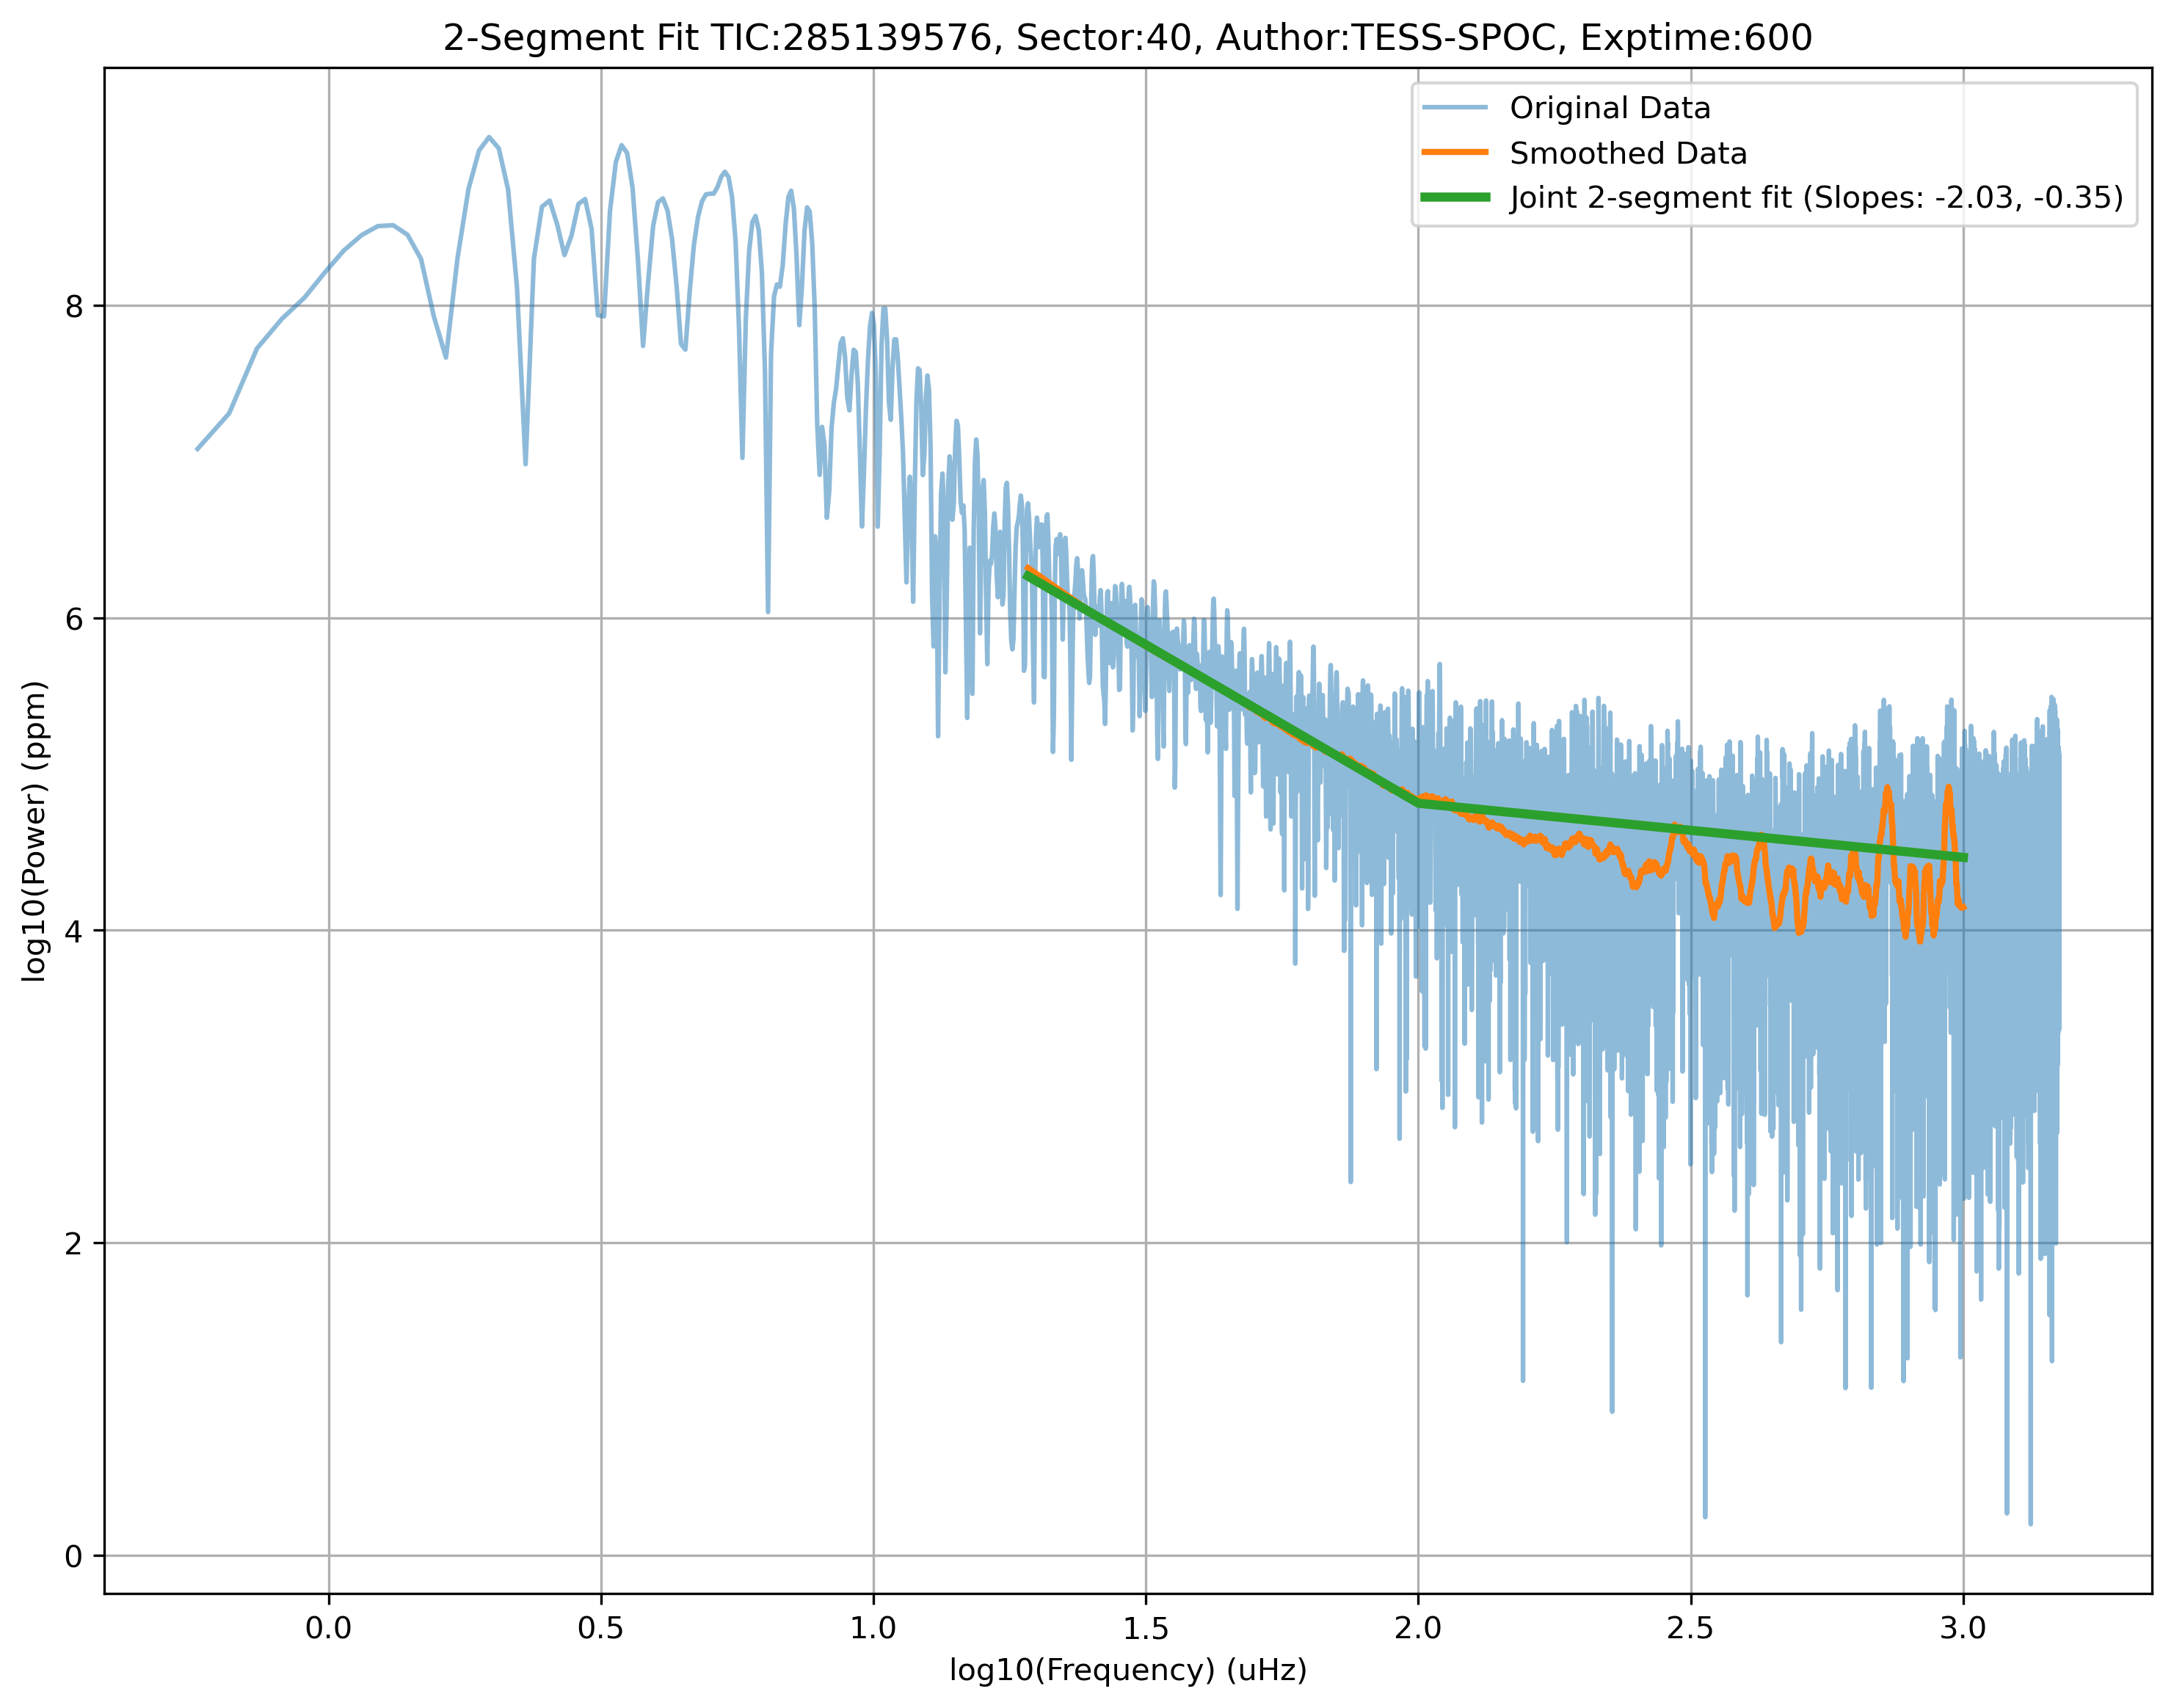 2-Segment Fit TIC:285139576, Sector:40, Author:TESS-SPOC, Exptime:600
Original Data
Smoothed Data
Joint 2-segment fit (Slopes: -2.03, -0.35)
log10(Power) (ppm)
8
6
4
2
0
0.0 0.5 1.0 1.5 2.0 2.5 3.0
log10(Frequency) (uHz)